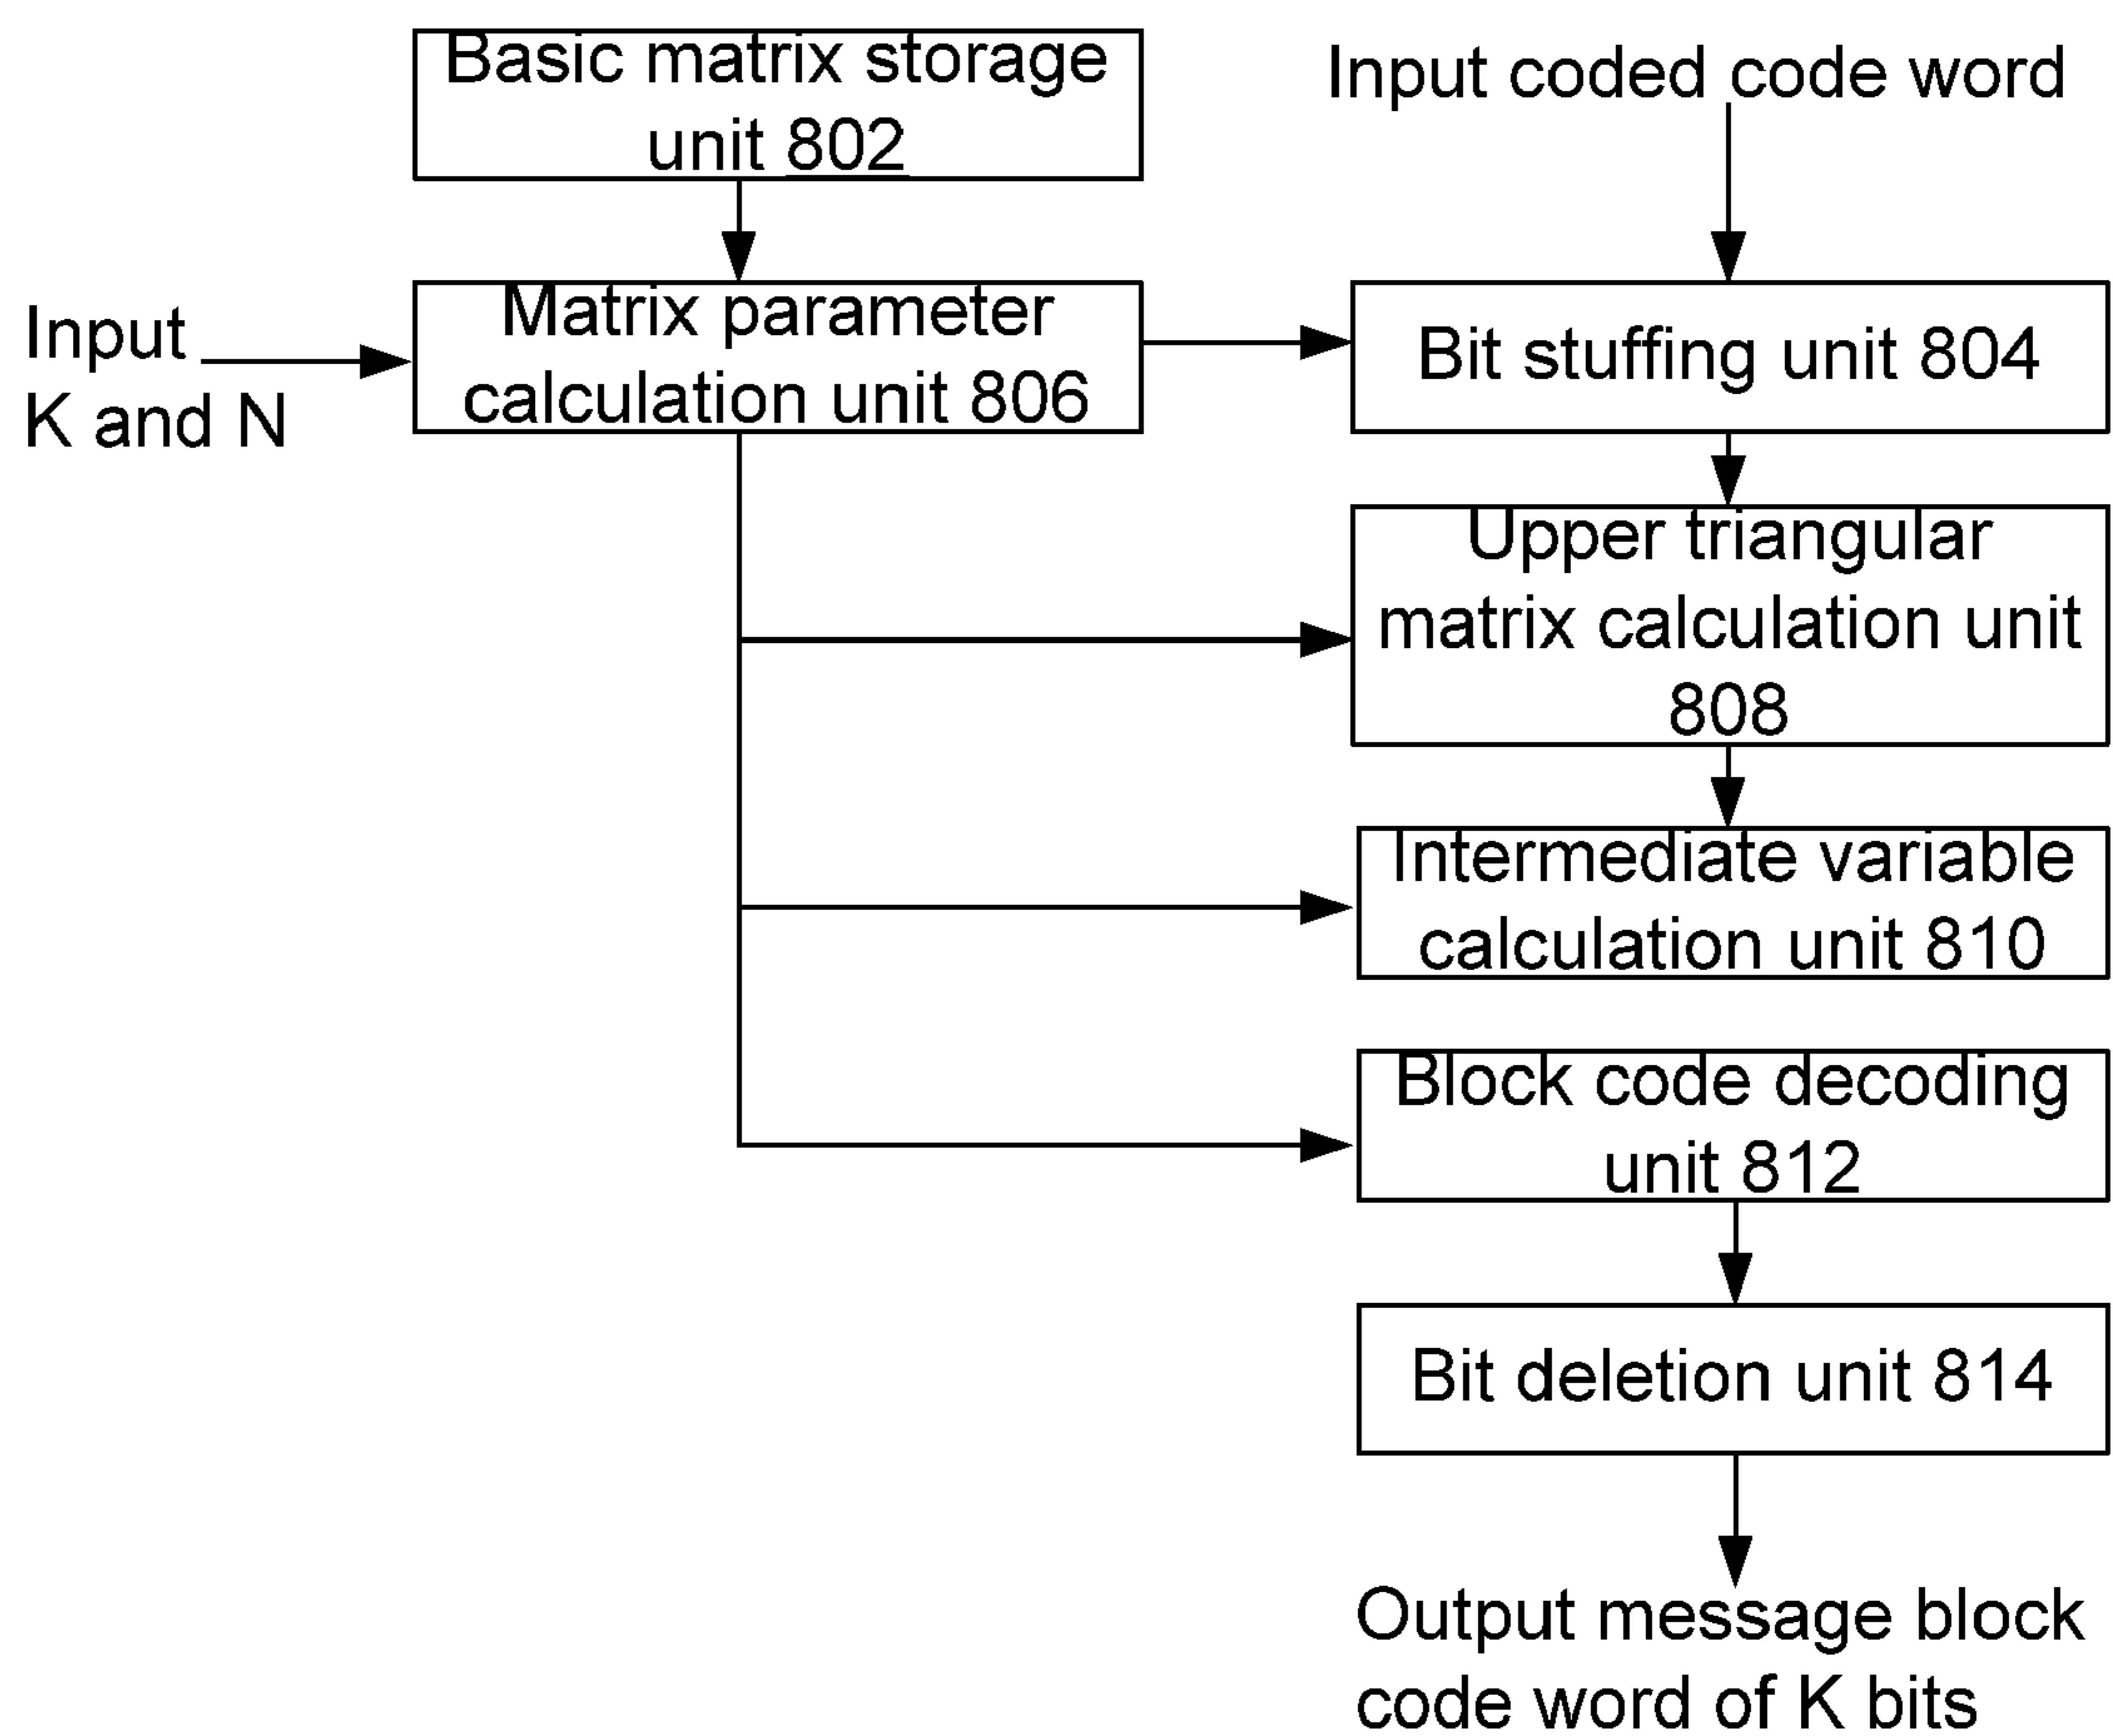 Basic matrix storage
unit 802
Input coded code word
Input
K and N
Matrix parameter
calculation unit 806
Bit stuffing unit 804
Upper triangular
matrix calculation unit
808
Intermediate variable
calculation unit 810
Block code decoding
unit 812
Bit deletion unit 814
Output message block
code word of K bits